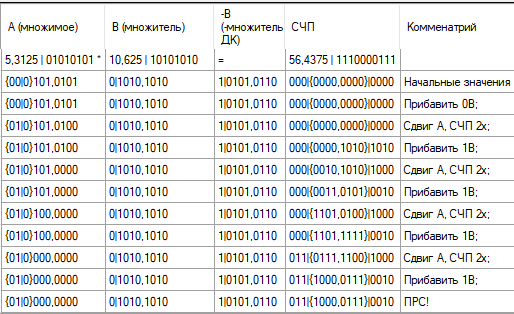 А (множимое) В (множитель) -В (-множитель ДК) СЧП Комменатрий
5,3125 | 01010101 * 10,625 | 10101010 = 56,4375 | 1110000111
{00|0}101,0101 0|1010,1010 1|0101,0110 000|{0000,0000}|0000 Начальные значения
{00|0}101,0101 0|1010,1010 1|0101,0110 000|{0000,0000}|0000 Прибавить 0В;
{01|0}101,0100 0|1010,1010 1|0101,0110 000|{0000,0000}|0000 Сдвиг А, СЧП 2х;
{01|0}101,0100 0|1010,1010 1|0101,0110 000|{0000,1010}|1010 Прибавить 1В;
{01|0}101,0000 0|1010,1010 1|0101,0110 000|{0010,1010}|1000 Сдвиг А, СЧП 2х;
{01|0}101,0000 0|1010,1010 1|0101,0110 000|{0011,0101}|0010 Прибавить 1В;
{01|0}100,0000 0|1010,1010 1|0101,0110 000|{1101,0100}|1000 Сдвиг А, СЧП 2х;
{01|0}100,0000 0|1010,1010 1|0101,0110 000|{1101,1111}|0010 Прибавить 1В;
{01|0}000,0000 0|1010,1010 1|0101,0110 011|{0111,1100}|1000 Сдвиг А, СЧП 2х;
{01|0}000,0000 0|1010,1010 1|0101,0110 011|{1000,0111}|0010 Прибавить 1В;
{01|0}000,0000 0|1010,1010 1|0101,0110 011|{1000,0111}|0010 ПРС!